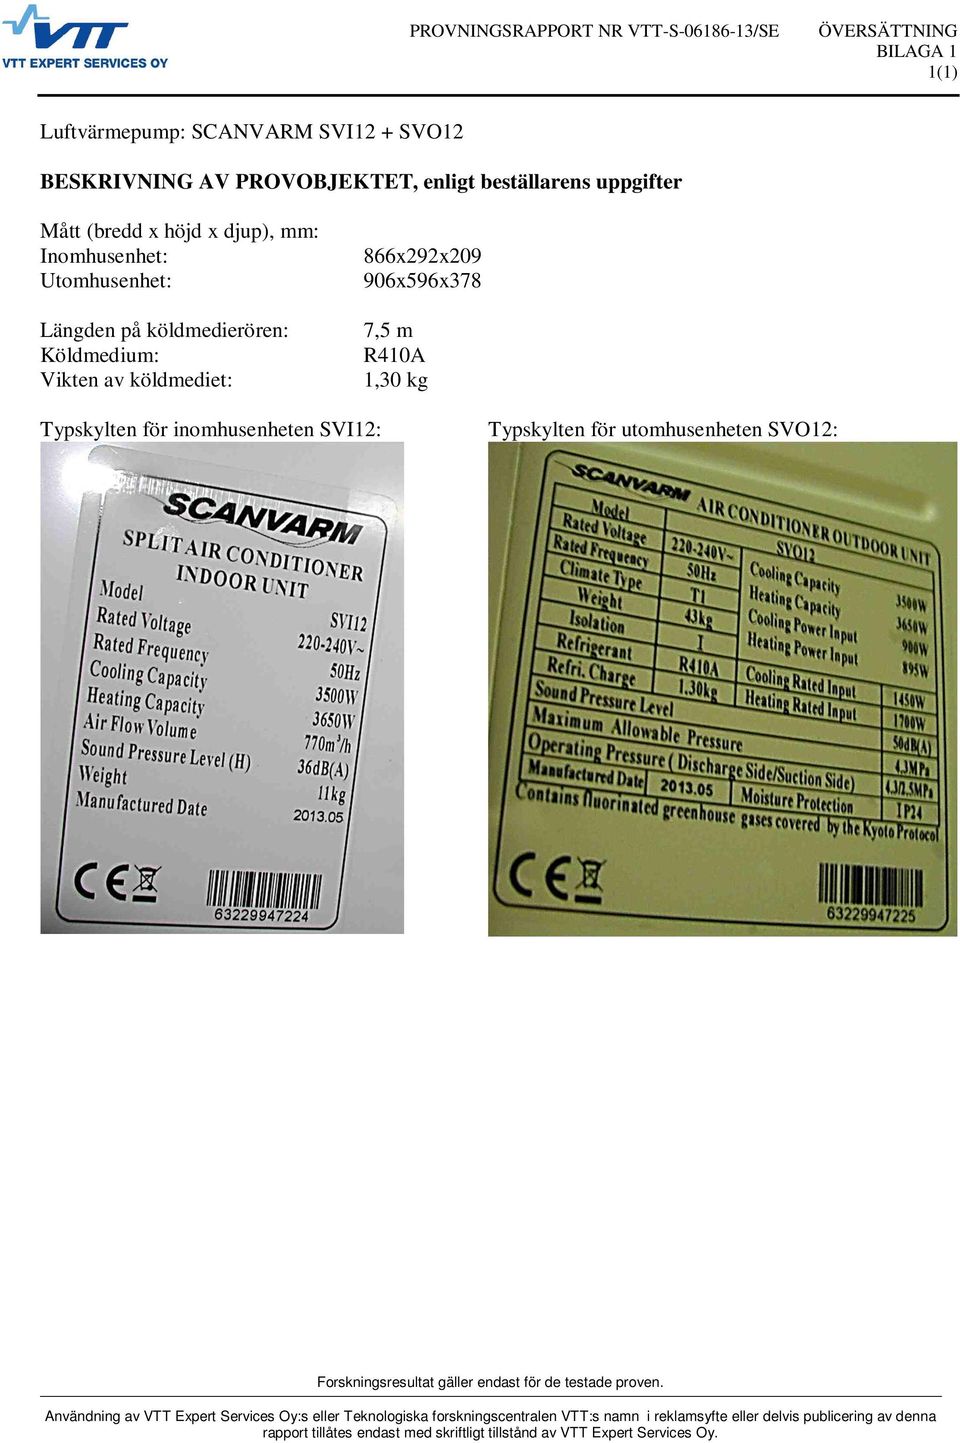 VTT
VTT EXPERT SERVICES OY
PROVNINGSRAPPORT NR VTT-S-06186-13/SE
ÖVERSÄTTNING
BILAGA 1
1(1)
Luftvärmepump: SCANVARM SVI12 + SVO12
BESKRIVNING AV PROVOBJEKTET, enligt beställarens uppgifter
Mått (bredd x höjd x djup), mm:
Inomhusenhet: 866x292x209
Utomhusenhet: 906x596x378
Längden på köldmedierören: 7,5 m
Köldmedium: R410A
Vikten av köldmediet: 1,30 kg
Typskylten för inomhusenheten SVI12:
SCANVARM
SPLIT AIR CONDITIONER
INDOOR UNIT
Model SVI12
Rated Voltage 220-240V~
Rated Frequency 50Hz
Cooling Capacity 3500W
Heating Capacity 3650W
Air Flow Volume 770m³/h
Sound Pressure Level (H) 36dB(A)
Weight 11kg
Manufactured Date 2013.05
CE
63229947224
Typskylten för utomhusenheten SVO12:
SCANVARM AIR CONDITIONER OUTDOOR UNIT
Model SVO12
Rated Voltage 220-240V~ Cooling Capacity 3500W
Rated Frequency 50Hz Heating Capacity 3650W
Climate Type T1 Cooling Power Input 900W
Weight 43kg Heating Power Input 895W
Isolation I
Refrigerant R410A Cooling Rated Input 1450W
Refri. Charge 1.30kg Heating Rated Input 1700W
Sound Pressure Level 50dB(A)
Maximum Allowable Pressure 4.3MPa
Operating Pressure ( Discharge Side/Suction Side) 4.3/2.5MPa
Manufactured Date 2013.05 Moisture Protection IP24
Contains fluorinated greenhouse gases covered by the Kyoto Protocol
CE
63229947225
Forskningsresultat gäller endast för de testade proven.
Användning av VTT Expert Services Oy:s eller Teknologiska forskningscentralen VTT:s namn i reklamsyfte eller delvis publicering av denna
rapport tillåtes endast med skriftligt tillstånd av VTT Expert Services Oy.